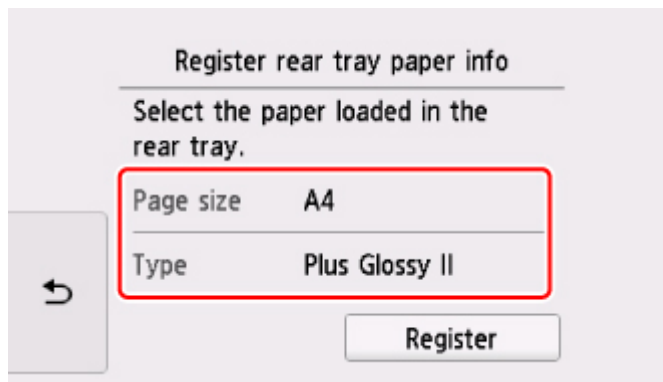 Register rear tray paper info
Select the paper loaded in the
rear tray.
Page size A4
Type Plus Glossy II
Register